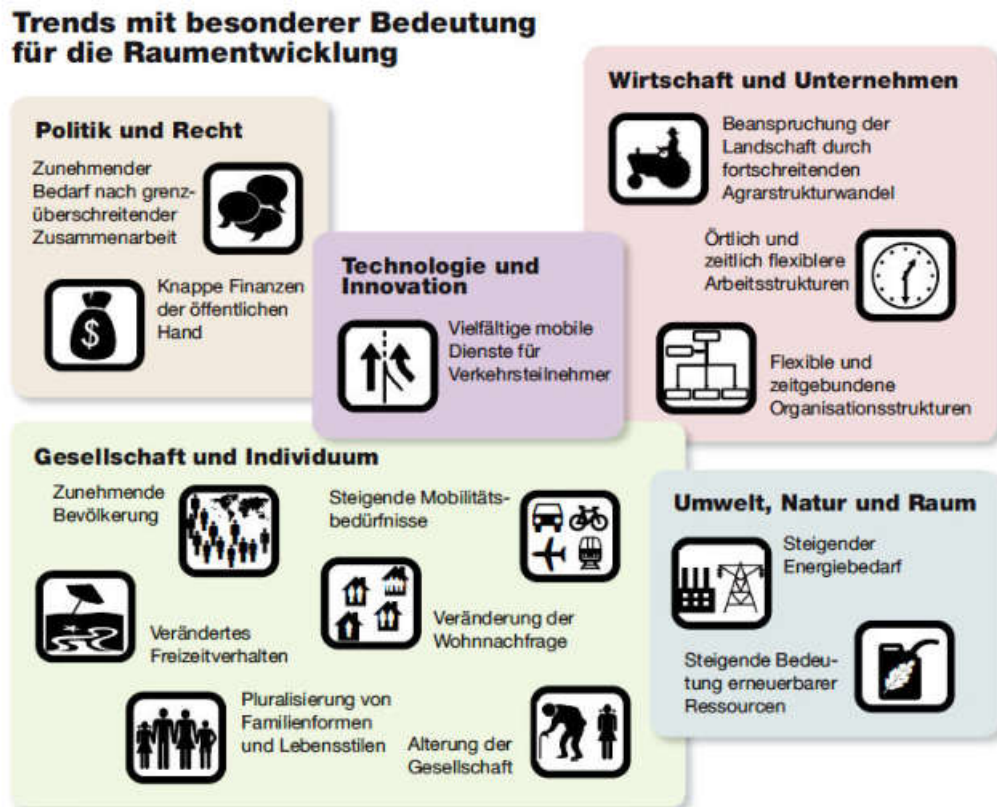 Trends mit besonderer Bedeutung
für die Raumentwicklung
Politik und Recht
Zunehmender
Bedarf nach grenz-
überschreitender
Zusammenarbeit
Knappe Finanzen
der öffentlichen
Hand
$
Technologie und
Innovation
Vielfältige mobile
Dienste für
Verkehrsteilnehmer
Wirtschaft und Unternehmen
Beanspruchung der
Landschaft durch
fortschreitenden
Agrarstrukturwandel
Örtlich und
zeitlich flexiblere
Arbeitsstrukturen
Flexible und
zeitgebundene
Organisationsstrukturen
Gesellschaft und Individuum
Zunehmende
Bevölkerung
Steigende Mobilitäts-
bedürfnisse
Verändertes
Freizeitverhalten
Veränderung der
Wohnnachfrage
Pluralisierung von
Familienformen
und Lebensstilen
Alterung der
Gesellschaft
Umwelt, Natur und Raum
Steigender
Energiebedarf
Steigende Bedeu-
tung erneuerbarer
Ressourcen